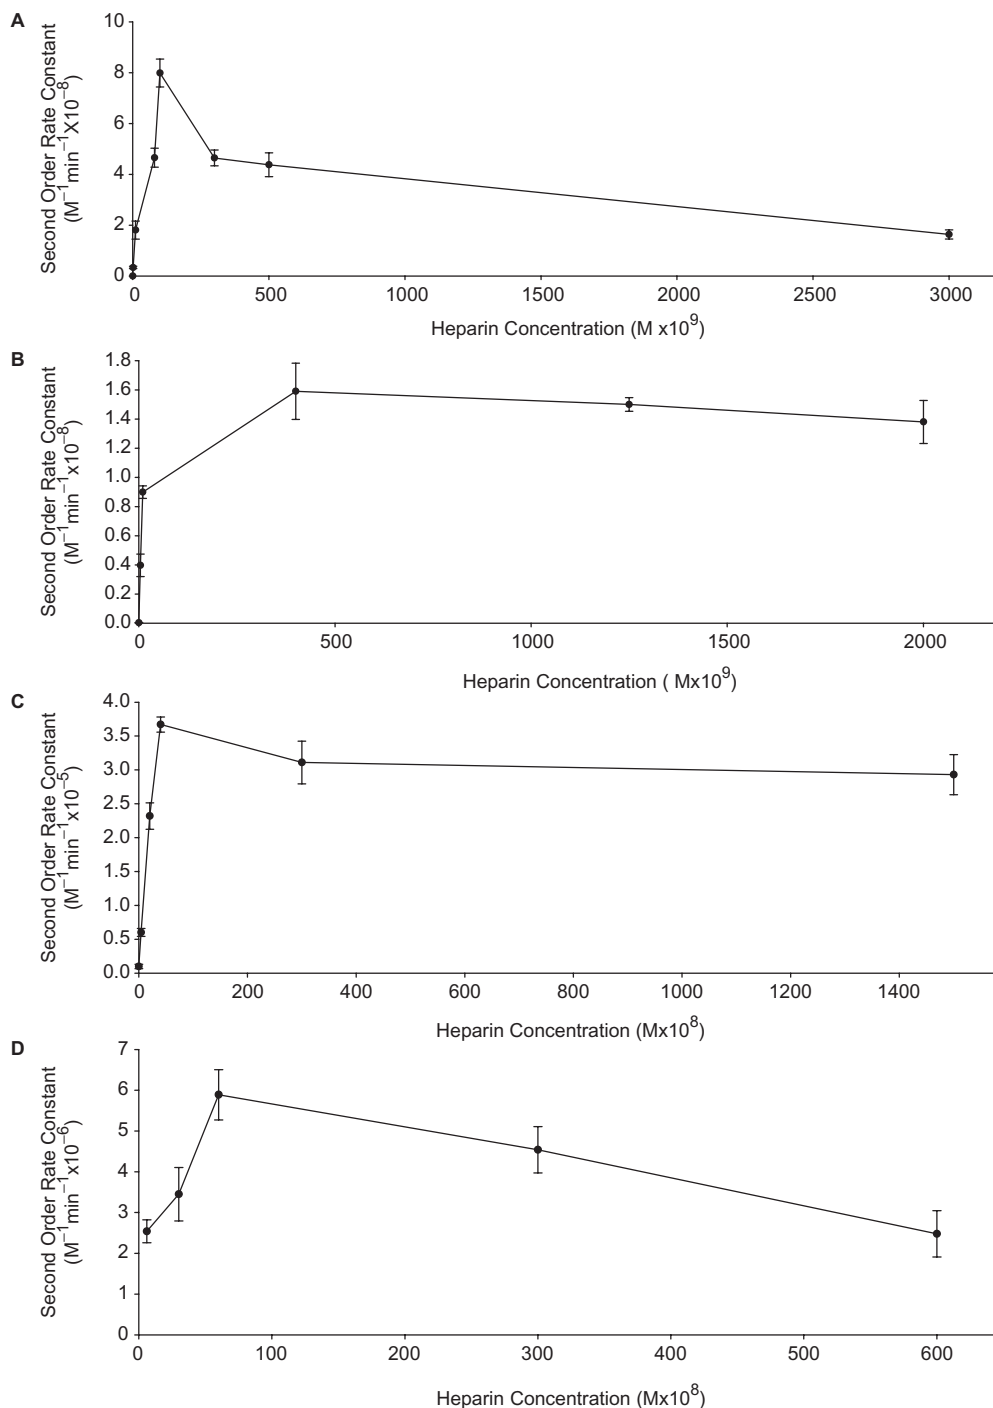 A
Second Order Rate Constant
(M⁻¹min⁻¹X10⁻⁸)
10
8
6
4
2
0
0 500 1000 1500 2000 2500 3000
Heparin Concentration (M x10⁹)
B
Second Order Rate Constant
(M⁻¹min⁻¹x10⁻⁸)
1.8
1.6
1.4
1.2
1.0
0.8
0.6
0.4
0.2
0.0
0 500 1000 1500 2000
Heparin Concentration ( Mx10⁹)
C
Second Order Rate Constant
(M⁻¹min⁻¹x10⁻⁵)
4.0
3.5
3.0
2.5
2.0
1.5
1.0
0.5
0.0
0 200 400 600 800 1000 1200 1400
Heparin Concentration (Mx10⁸)
D
Second Order Rate Constant
(M⁻¹min⁻¹x10⁻⁶)
7
6
5
4
3
2
1
0
0 100 200 300 400 500 600
Heparin Concentration (Mx10⁸)